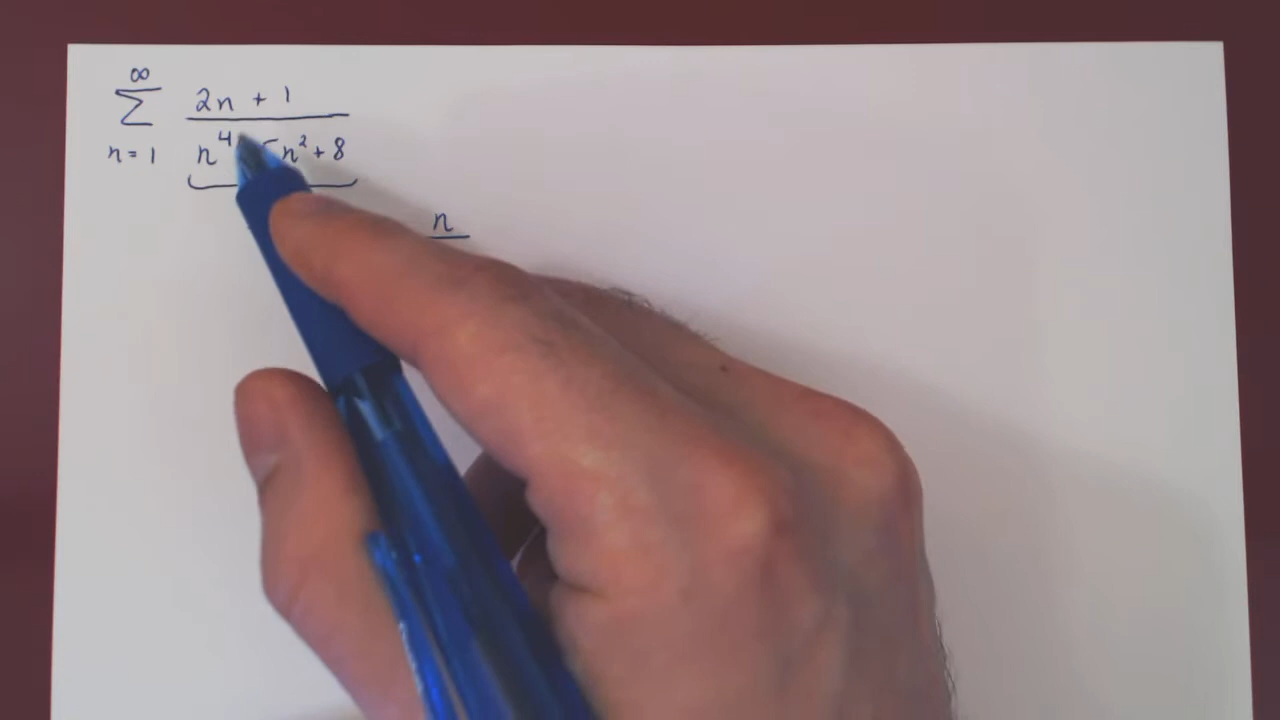 ∞
∑ 2n + 1
n = 1 n⁴ n² + 8
n